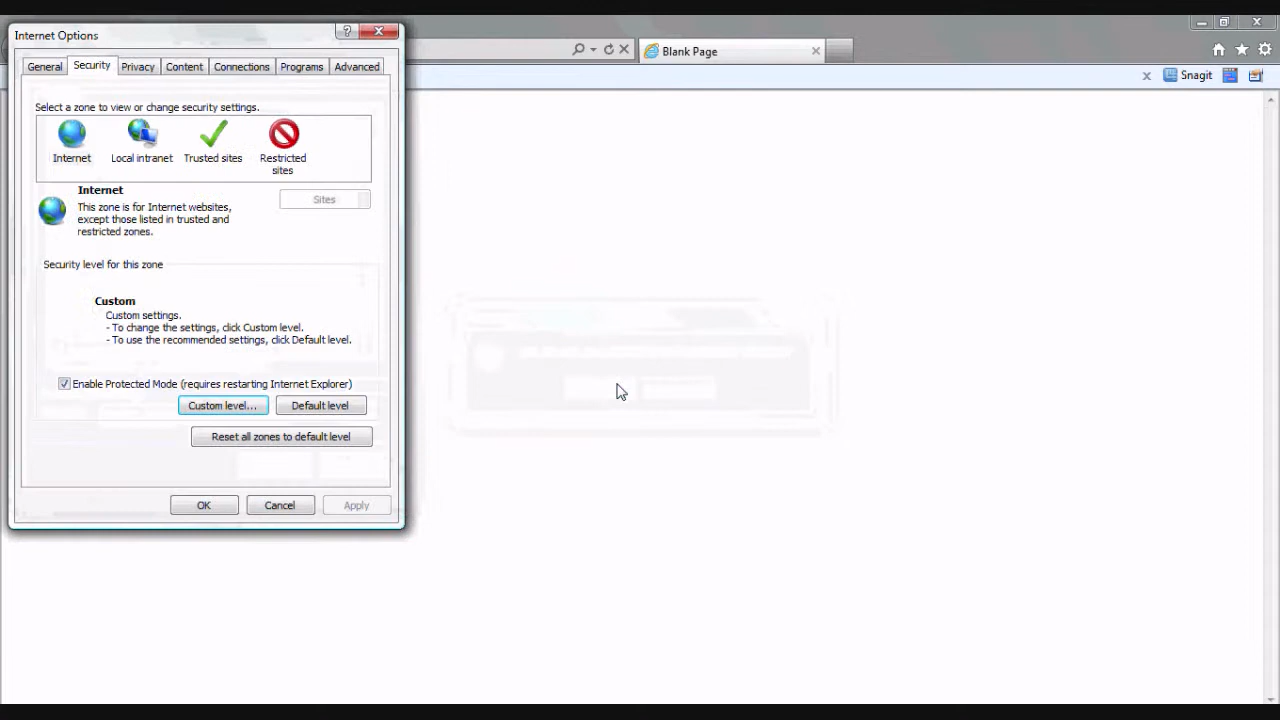 Internet Options
?
General Security Privacy Content Connections Programs Advanced
Select a zone to view or change security settings.
Internet Local intranet Trusted sites Restricted
sites
Internet
Sites
This zone is for Internet websites,
except those listed in trusted and
restricted zones.
Security level for this zone
Custom
Custom settings.
- To change the settings, click Custom level.
- To use the recommended settings, click Default level.
Enable Protected Mode (requires restarting Internet Explorer)
Custom level... Default level
Reset all zones to default level
OK Cancel Apply
Blank Page
Snagit